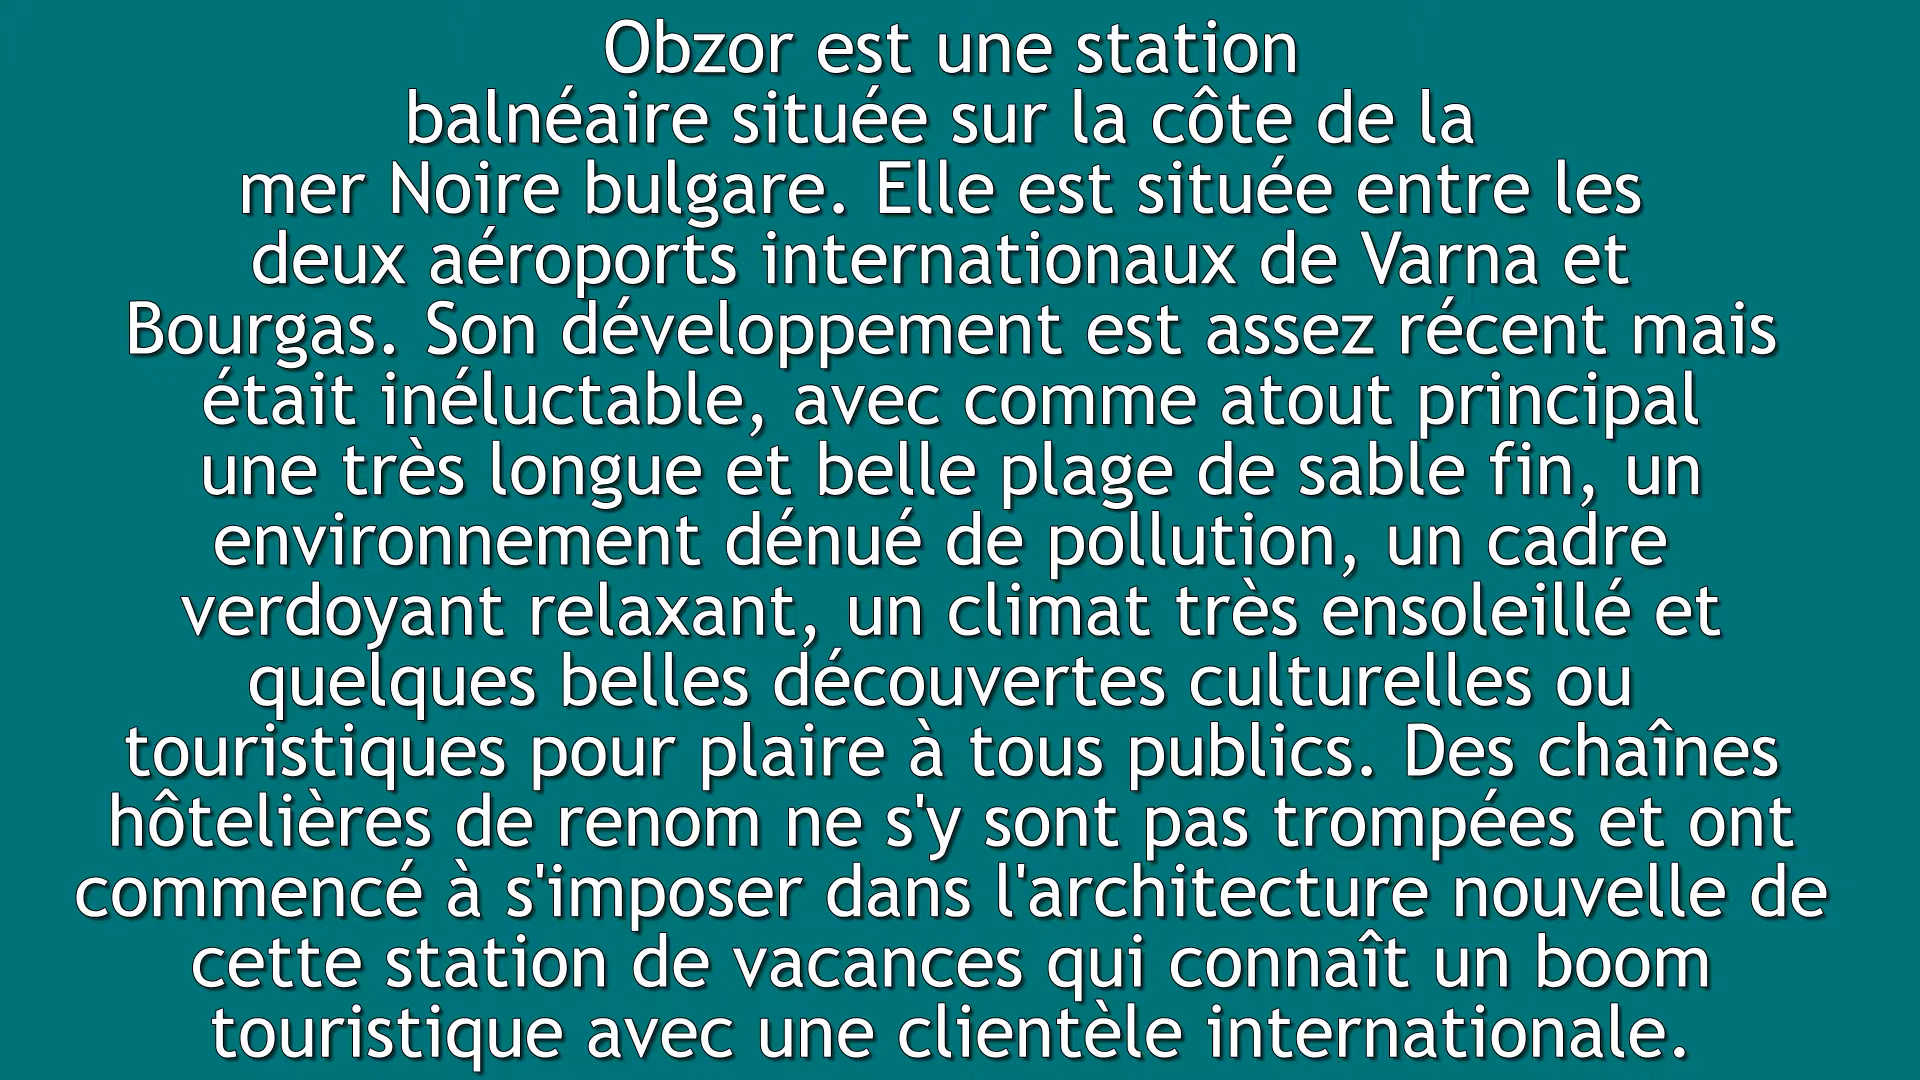 Obzor est une station
balnéaire située sur la côte de la
mer Noire bulgare. Elle est située entre les
deux aéroports internationaux de Varna et
Bourgas. Son développement est assez récent mais
était inéluctable, avec comme atout principal
une très longue et belle plage de sable fin, un
environnement dénué de pollution, un cadre
verdoyant relaxant, un climat très ensoleillé et
quelques belles découvertes culturelles ou
touristiques pour plaire à tous publics. Des chaînes
hôtelières de renom ne s'y sont pas trompées et ont
commencé à s'imposer dans l'architecture nouvelle de
cette station de vacances qui connaît un boom
touristique avec une clientèle internationale.